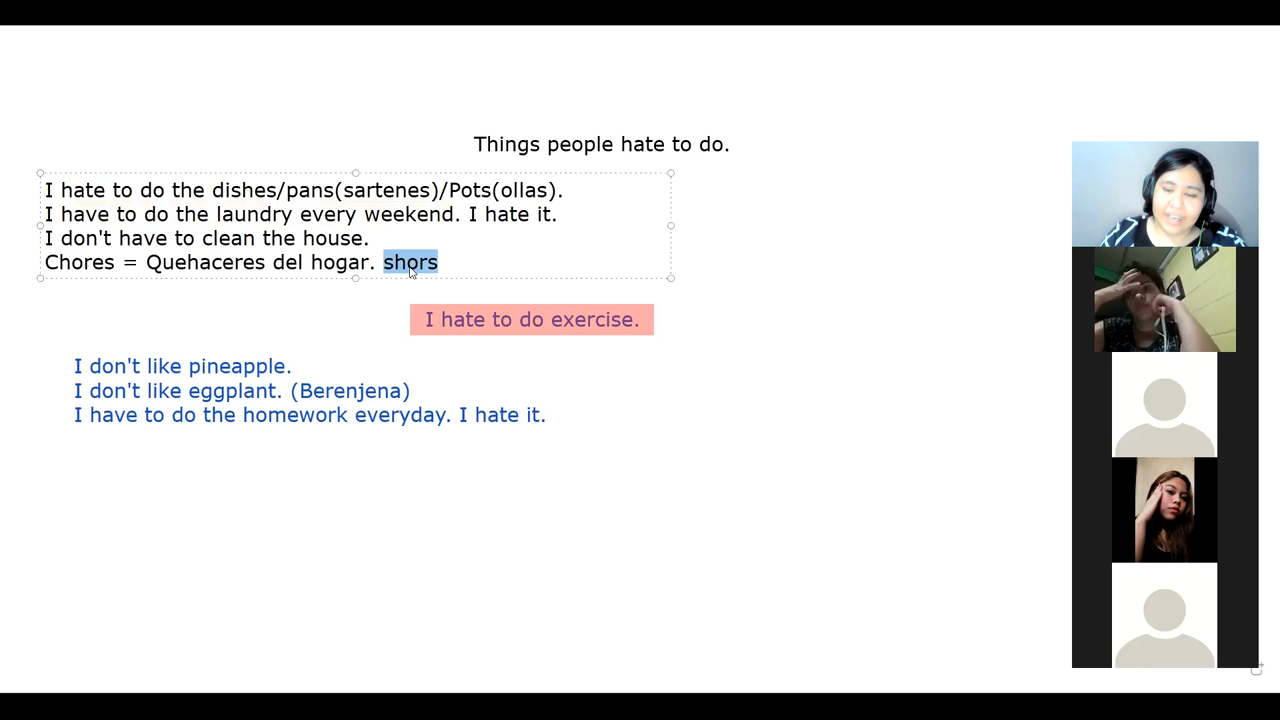 Things people hate to do.
I hate to do the dishes/pans(sartenes)/Pots(ollas).
I have to do the laundry every weekend. I hate it.
I don't have to clean the house.
Chores = Quehaceres del hogar. shors
I hate to do exercise.
I don't like pineapple.
I don't like eggplant. (Berenjena)
I have to do the homework everyday. I hate it.